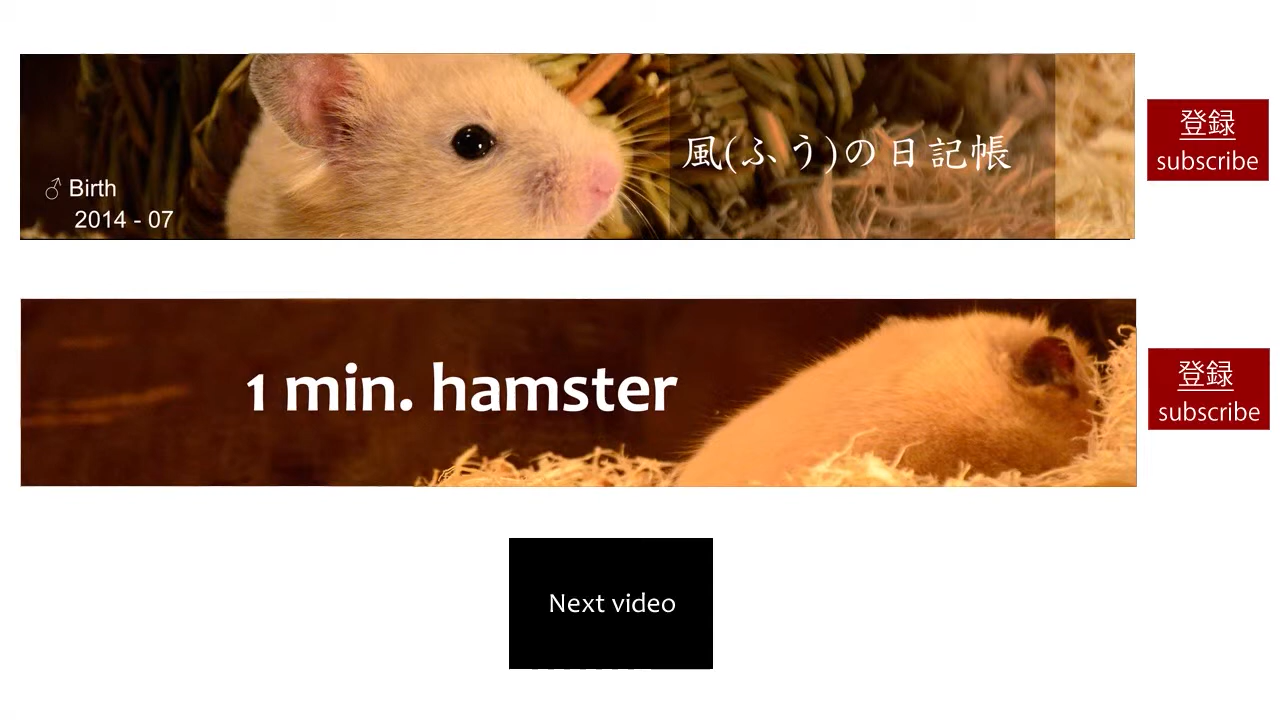 ♂ Birth
2014 - 07
風(ふう)の日記帳
登録
subscribe
1 min. hamster
登録
subscribe
Next video